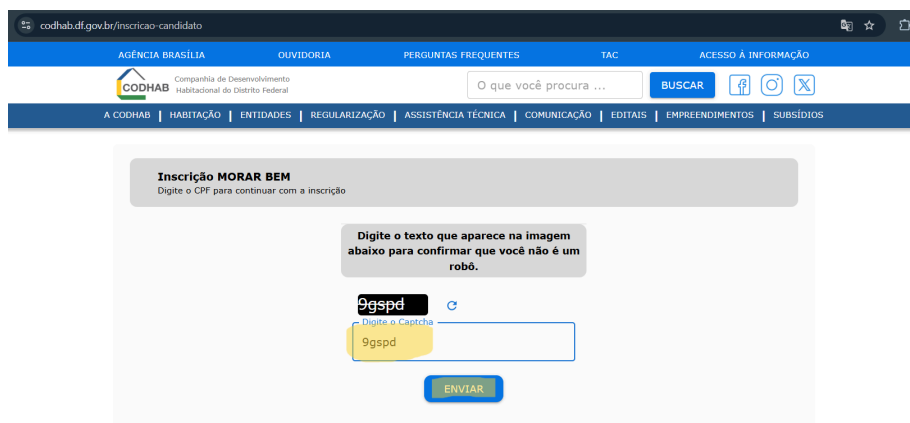 codhab.df.gov.br/inscricao-candidato
AGÊNCIA BRASÍLIA OUVIDORIA PERGUNTAS FREQUENTES TAC ACESSO À INFORMAÇÃO
CODHAB
Companhia de Desenvolvimento
Habitacional do Distrito Federal
O que você procura ...
BUSCAR
A CODHAB | HABITAÇÃO | ENTIDADES | REGULARIZAÇÃO | ASSISTÊNCIA TÉCNICA | COMUNICAÇÃO | EDITAIS | EMPREENDIMENTOS | SUBSÍDIOS
Inscrição MORAR BEM
Digite o CPF para continuar com a inscrição
Digite o texto que aparece na imagem
abaixo para confirmar que você não é um
robô.
9gspd
Digite o Captcha
9gspd
ENVIAR